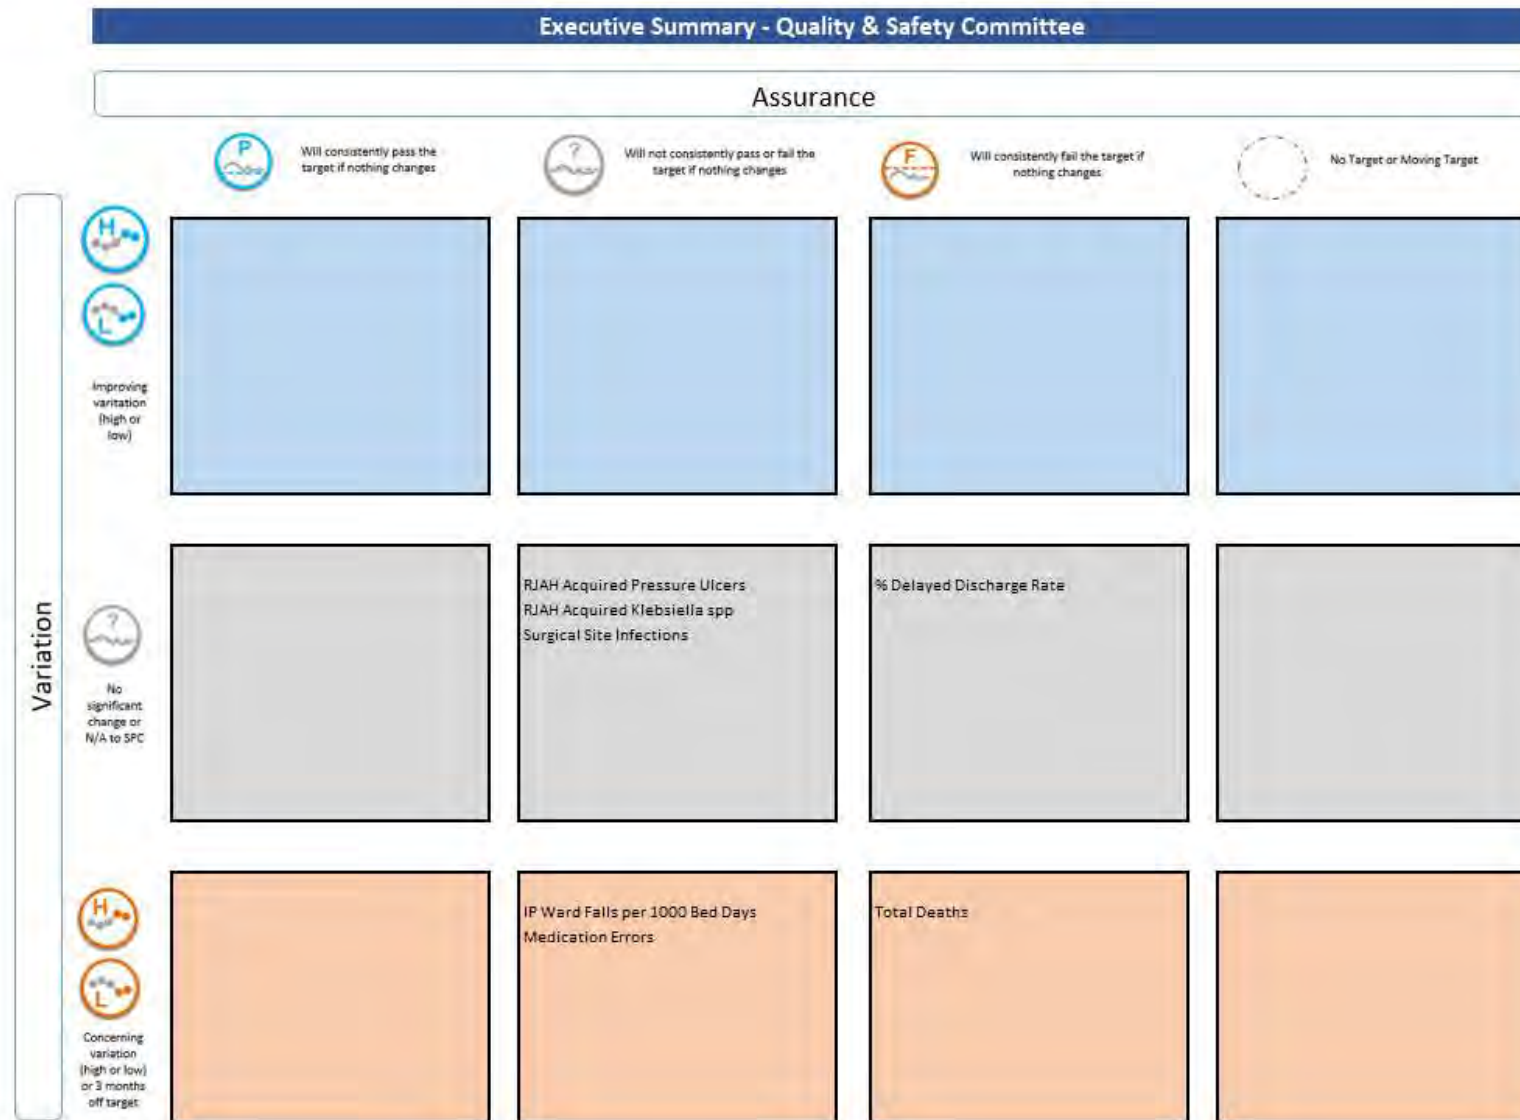 Executive Summary - Quality & Safety Committee
Assurance
P
Will consistently pass the
target if nothing changes
?
Will not consistently pass or fail the
target if nothing changes
F
Will consistently fail the target if
nothing changes
No Target or Moving Target
Variation
H
L
Improving
varitation
(high or
low)
?
No
significant
change or
N/A to SPC
RJAH Acquired Pressure Ulcers
RJAH Acquired Klebsiella spp
Surgical Site Infections
% Delayed Discharge Rate
H
L
Concerning
variation
(high or low)
or 3 months
off target
IP Ward Falls per 1000 Bed Days
Medication Errors
Total Deaths